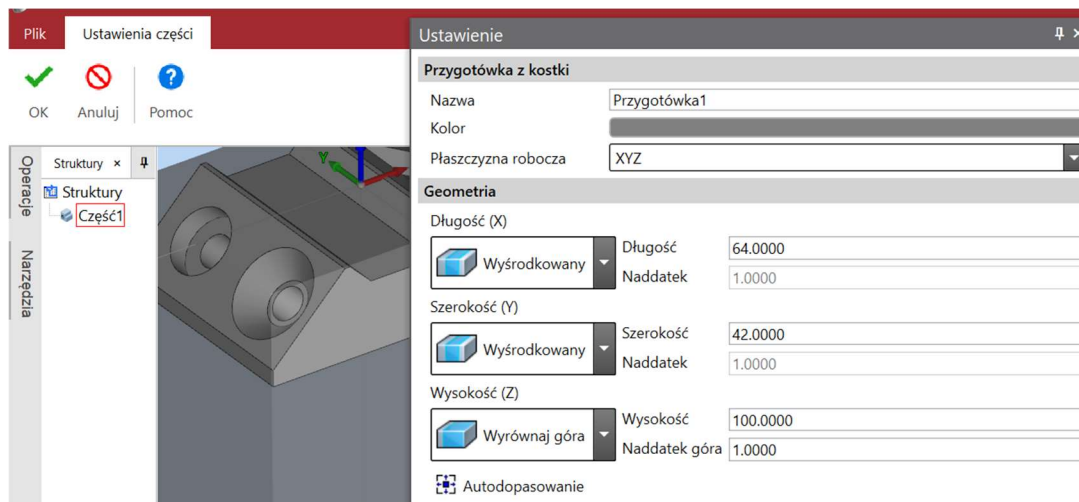 Plik Ustawienia części
OK Anuluj Pomoc
Operacje
Narzędzia
Struktury
Struktury
Część1
Y
Ustawienie
Przygotówka z kostki
Nazwa Przygotówka1
Kolor
Płaszczyzna robocza XYZ
Geometria
Długość (X)
Wyśrodkowany
Długość 64.0000
Naddatek 1.0000
Szerokość (Y)
Wyśrodkowany
Szerokość 42.0000
Naddatek 1.0000
Wysokość (Z)
Wyrównaj góra
Wysokość 100.0000
Naddatek góra 1.0000
Autodopasowanie